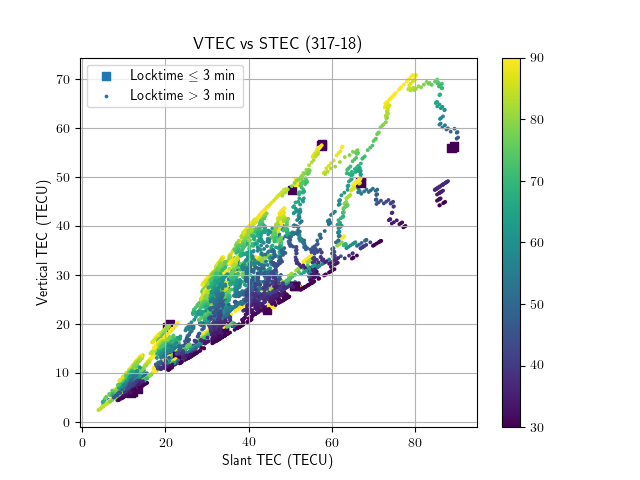 VTEC vs STEC (317-18)
Locktime ≤ 3 min
Locktime > 3 min
Vertical TEC (TECU)
70
60
50
40
30
20
10
0
0 20 40 60 80
Slant TEC (TECU)
90
80
70
60
50
40
30